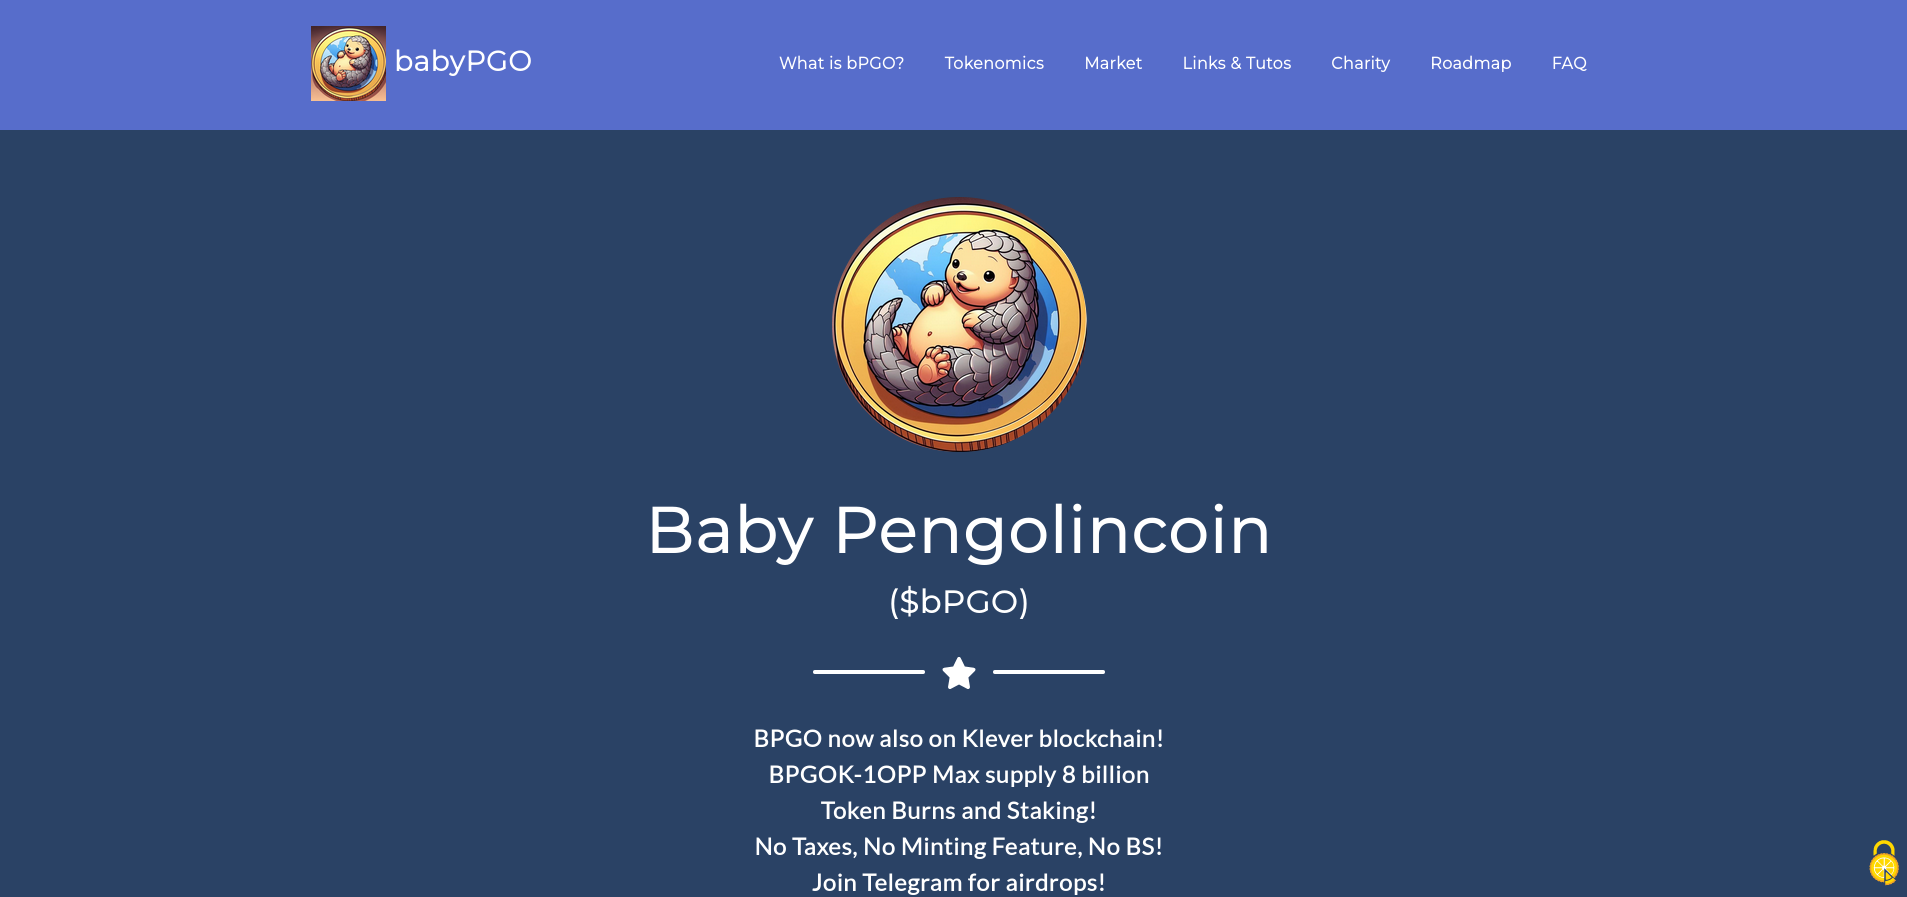 babyPGO
What is bPGO? Tokenomics Market Links & Tutos Charity Roadmap FAQ
Baby Pengolincoin
($bPGO)
BPGO now also on Klever blockchain!
BPGOK-1OPP Max supply 8 billion
Token Burns and Staking!
No Taxes, No Minting Feature, No BS!
Join Telegram for airdrops!